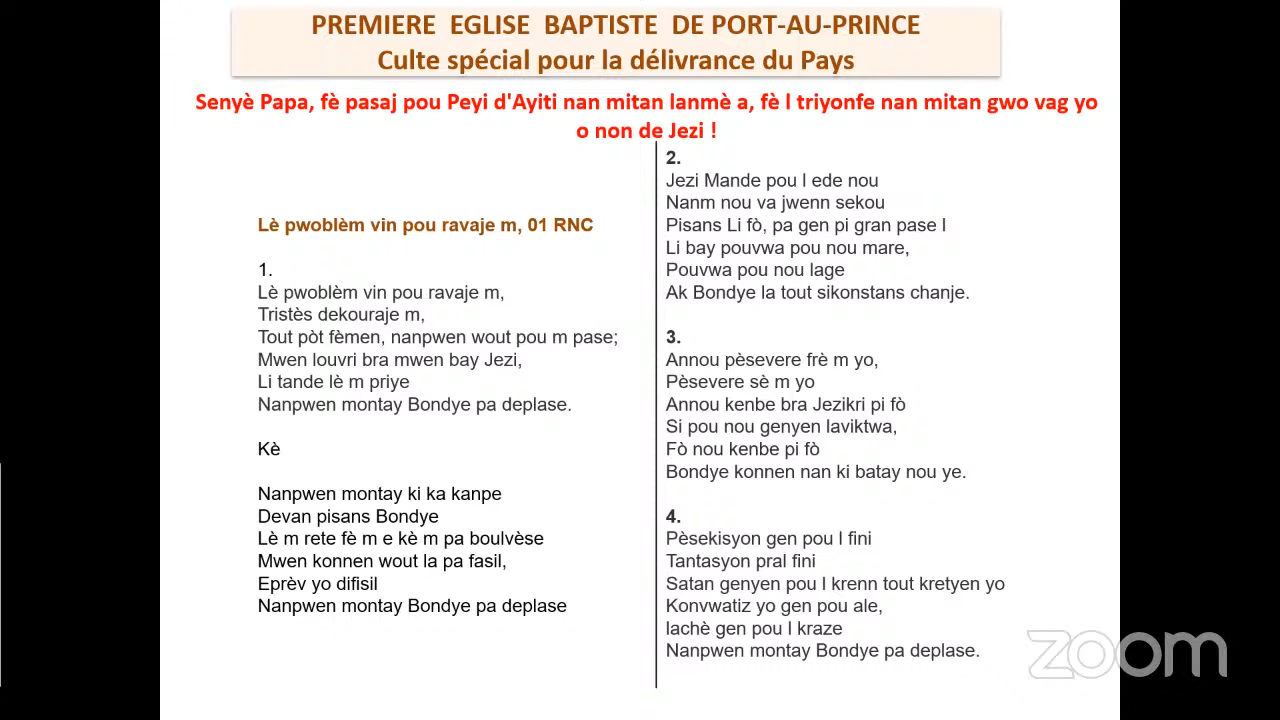 PREMIERE EGLISE BAPTISTE DE PORT-AU-PRINCE
Culte spécial pour la délivrance du Pays
Senyè Papa, fè pasaj pou Peyi d'Ayiti nan mitan lanmè a, fè l triyonfe nan mitan gwo vag yo
o non de Jezi !
Lè pwoblèm vin pou ravaje m, 01 RNC
1.
Lè pwoblèm vin pou ravaje m,
Tristès dekouraje m,
Tout pòt fèmen, nanpwen wout pou m pase;
Mwen louvri bra mwen bay Jezi,
Li tande lè m priye
Nanpwen montay Bondye pa deplase.
Kè
Nanpwen montay ki ka kanpe
Devan pisans Bondye
Lè m rete fè m e kè m pa boulvèse
Mwen konnen wout la pa fasil,
Eprèv yo difisil
Nanpwen montay Bondye pa deplase
2.
Jezi Mande pou l ede nou
Nanm nou va jwenn sekou
Pisans Li fò, pa gen pi gran pase l
Li bay pouvwa pou nou mare,
Pouvwa pou nou lage
Ak Bondye la tout sikonstans chanje.
3.
Annou pèsevere frè m yo,
Pèsevere sè m yo
Annou kenbe bra Jezikri pi fò
Si pou nou genyen laviktwa,
Fò nou kenbe pi fò
Bondye konnen nan ki batay nou ye.
4.
Pèsekisyon gen pou l fini
Tantasyon pral fini
Satan genyen pou l krenn tout kretyen yo
Konvwatiz yo gen pou ale,
lachè gen pou l kraze
Nanpwen montay Bondye pa deplase.
zoom